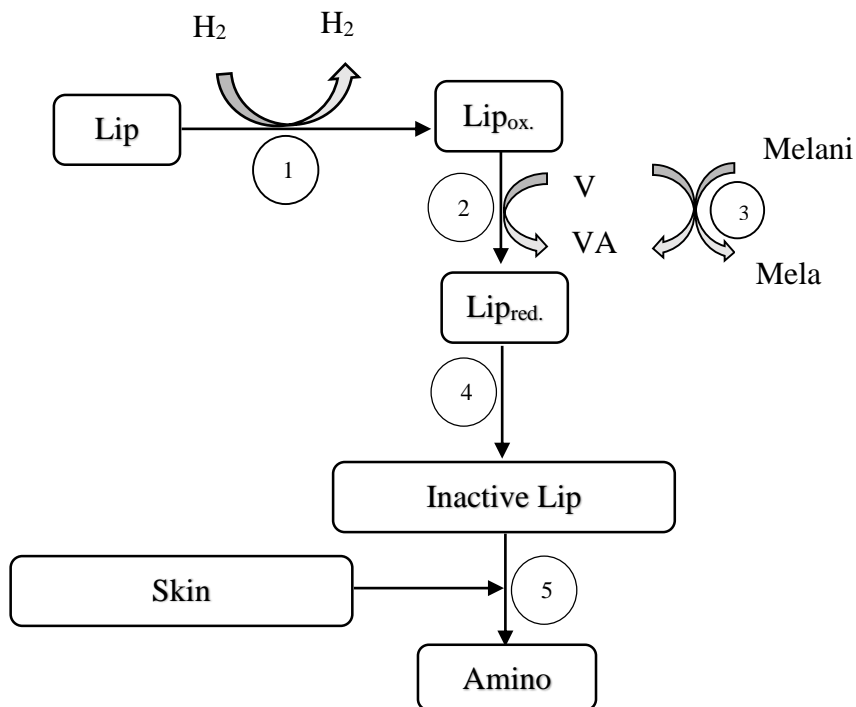 H₂
H₂
Lip
Lipox.
1
2
V
VA
Melani
3
Mela
Lipred.
4
Inactive Lip
Skin
5
Amino